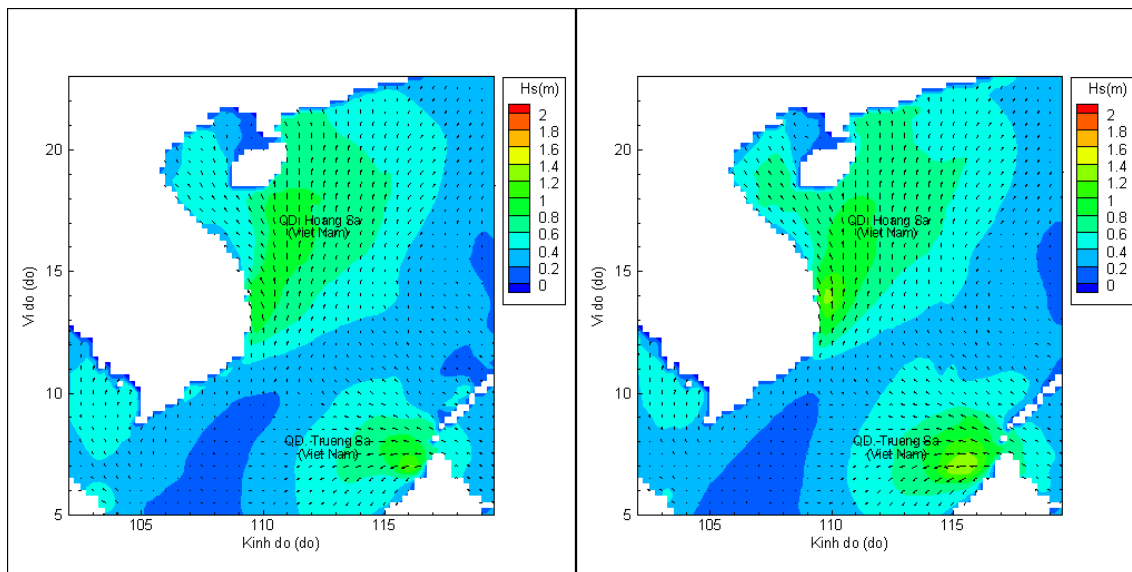 Hs(m)
2
1.8
1.6
1.4
1.2
1
0.8
0.6
0.4
0.2
0
20
15
10
5
Vi do (do)
QD. Hoang Sa
(Viet Nam)
QD. Truong Sa
(Viet Nam)
105
110
115
Kinh do (do)
Hs(m)
2
1.8
1.6
1.4
1.2
1
0.8
0.6
0.4
0.2
0
20
15
10
5
Vi do (do)
QD. Hoang Sa
(Viet Nam)
QD. Truong Sa
(Viet Nam)
105
110
115
Kinh do (do)